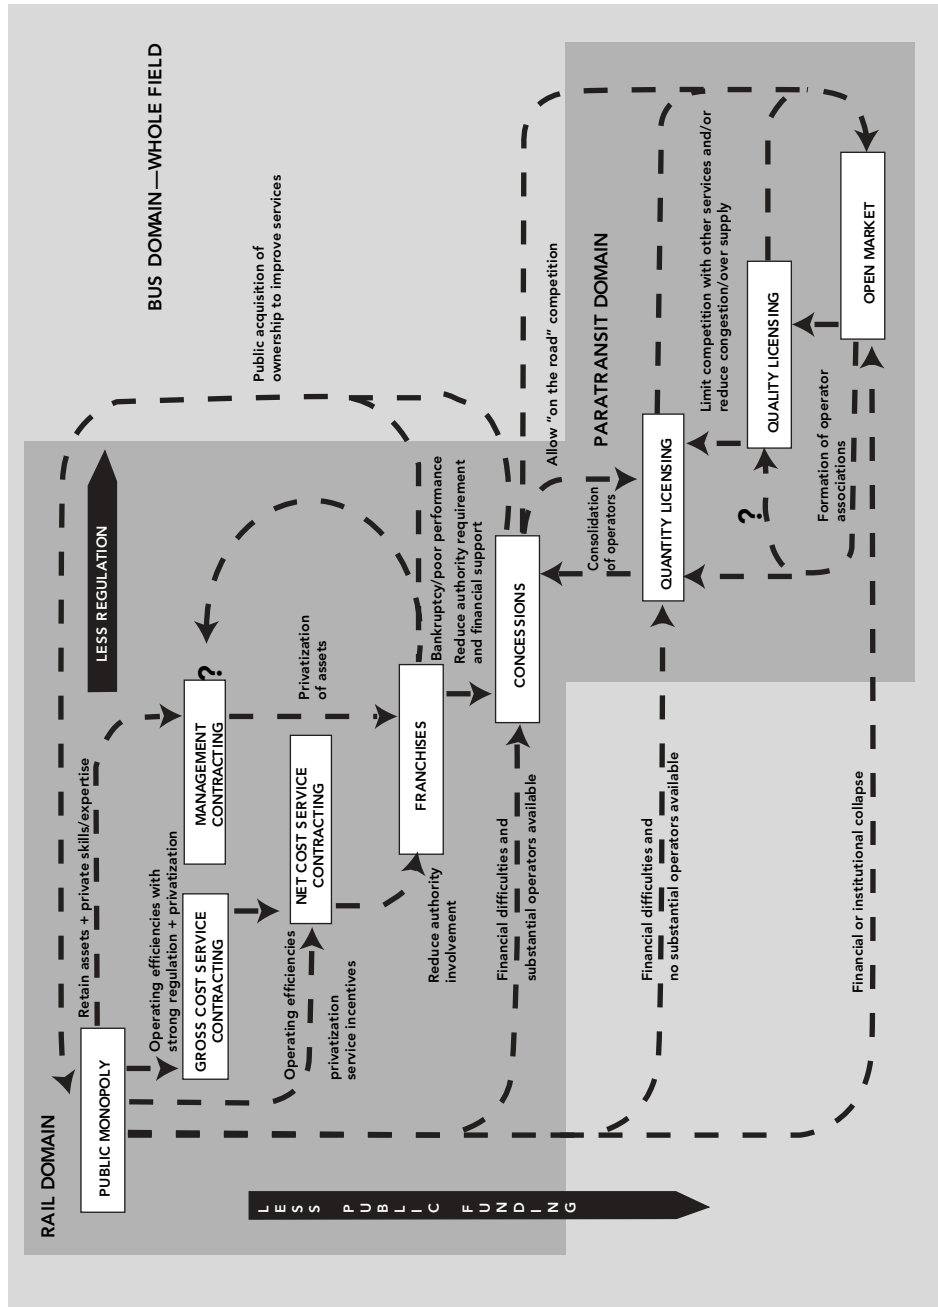 RAIL DOMAIN
BUS DOMAIN—WHOLE FIELD
PUBLIC MONOPOLY
Retain assets + private skills/expertise
LESS REGULATION
Public acquisition of
ownership to improve services
Operating efficiencies with
strong regulation + privatization
GROSS COST SERVICE
CONTRACTING
MANAGEMENT
CONTRACTING
?
Operating efficiencies
privatization
service incentives
NET COST SERVICE
CONTRACTING
Privatization
of assets
LESS PUBLIC FUNDING
Reduce authority
involvement
FRANCHISES
Bankruptcy/poor performance
Reduce authority requirement
and financial support
Financial difficulties and
substantial operators available
CONCESSIONS
Allow "on the road" competition
PARATRANSIT DOMAIN
Consolidation
of operators
Financial difficulties and
no substantial operators available
QUANTITY LICENSING
Limit competition with other services and/or
reduce congestion/over supply
?
QUALITY LICENSING
Formation of operator
associations
Financial or institutional collapse
OPEN MARKET